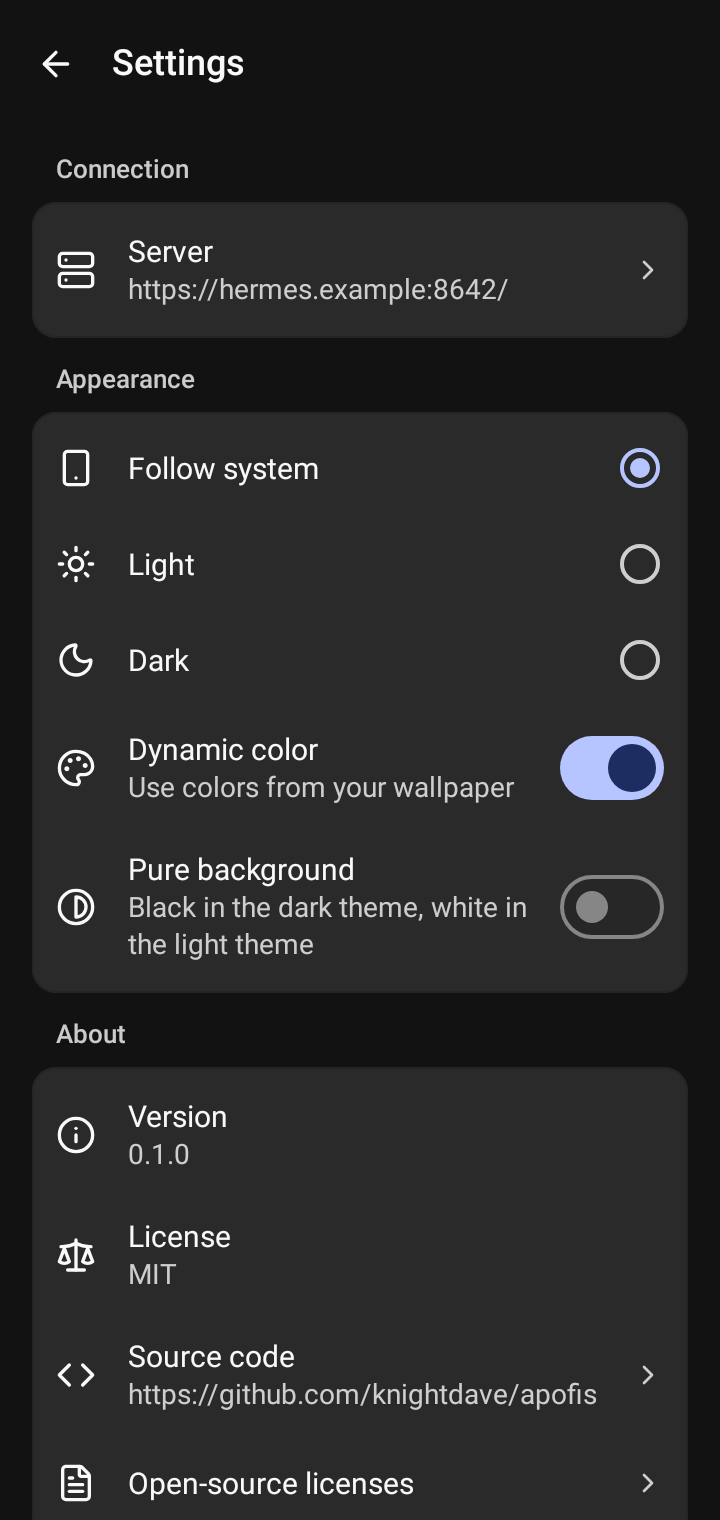 Settings
Connection
Server
https://hermes.example:8642/
Appearance
Follow system
Light
Dark
Dynamic color
Use colors from your wallpaper
Pure background
Black in the dark theme, white in
the light theme
About
Version
0.1.0
License
MIT
Source code
https://github.com/knightdave/apofis
Open-source licenses